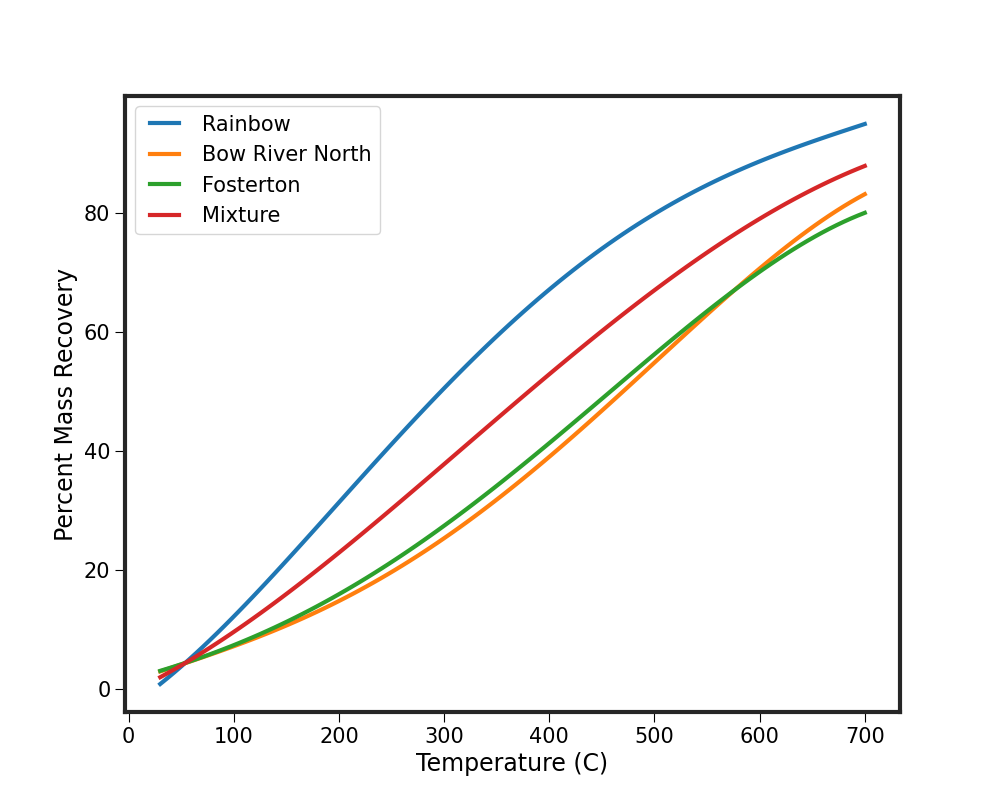 Rainbow
Bow River North
Fosterton
Mixture
Percent Mass Recovery
80
60
40
20
0
0 100 200 300 400 500 600 700
Temperature (C)